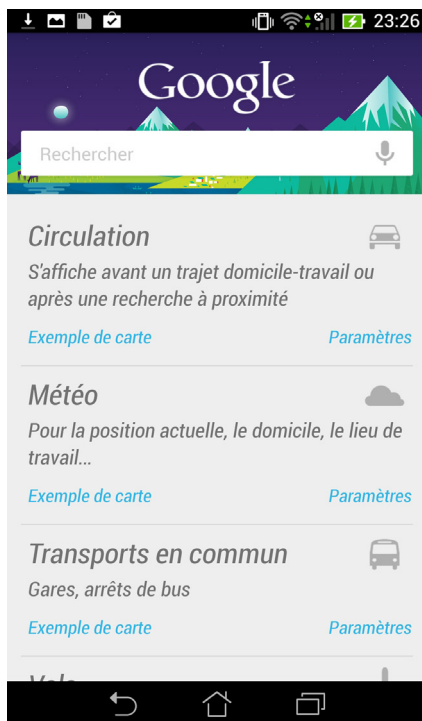 23:26
Google
Rechercher
Circulation
S'affiche avant un trajet domicile-travail ou
après une recherche à proximité
Exemple de carte Paramètres
Météo
Pour la position actuelle, le domicile, le lieu de
travail...
Exemple de carte Paramètres
Transports en commun
Gares, arrêts de bus
Exemple de carte Paramètres